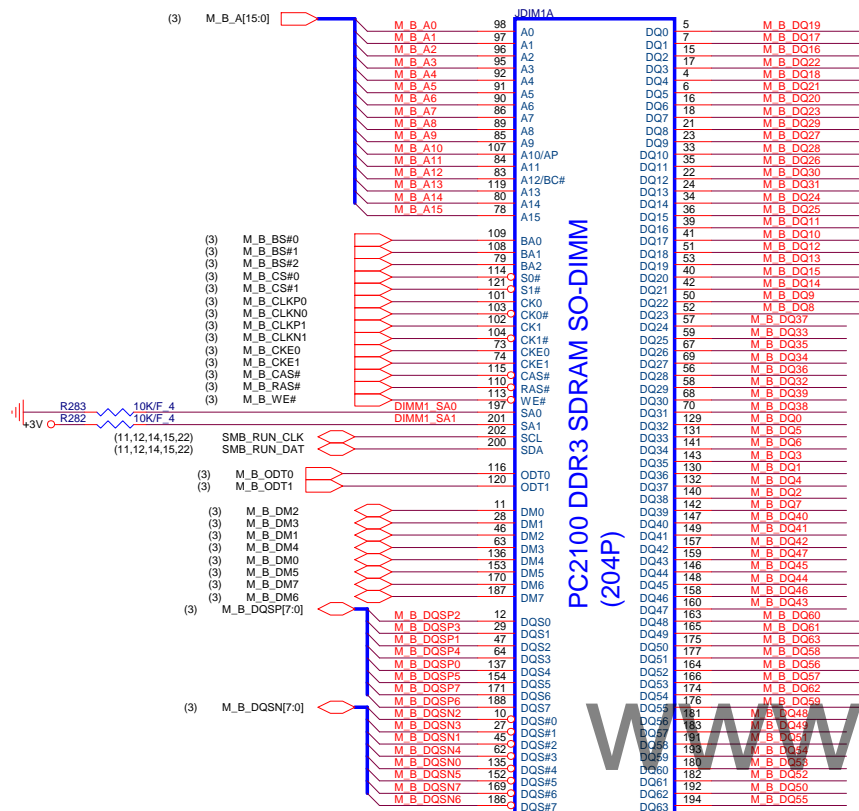 JDIM1A
(3) M_B_A[15:0]
M_B_A0 98 A0 DQ0 5 M_B_DQ19
M_B_A1 97 A1 DQ1 7 M_B_DQ17
M_B_A2 96 A2 DQ2 15 M_B_DQ16
M_B_A3 95 A3 DQ3 17 M_B_DQ22
M_B_A4 92 A4 DQ4 4 M_B_DQ18
M_B_A5 91 A5 DQ5 6 M_B_DQ21
M_B_A6 90 A6 DQ6 16 M_B_DQ20
M_B_A7 86 A7 DQ7 18 M_B_DQ23
M_B_A8 89 A8 DQ8 21 M_B_DQ29
M_B_A9 85 A9 DQ9 23 M_B_DQ27
M_B_A10 107 A10/AP DQ10 33 M_B_DQ28
M_B_A11 84 A11 DQ11 35 M_B_DQ26
M_B_A12 83 A12/BC# DQ12 22 M_B_DQ30
M_B_A13 119 A13 DQ13 24 M_B_DQ31
M_B_A14 80 A14 DQ14 34 M_B_DQ24
M_B_A15 78 A15 DQ15 36 M_B_DQ25
DQ16 39 M_B_DQ11
(3) M_B_BS#0 109 BA0 DQ17 41 M_B_DQ10
(3) M_B_BS#1 108 BA1 DQ18 51 M_B_DQ12
(3) M_B_BS#2 79 BA2 DQ19 53 M_B_DQ13
(3) M_B_CS#0 114 S0# DQ20 40 M_B_DQ15
(3) M_B_CS#1 121 S1# DQ21 42 M_B_DQ14
(3) M_B_CLKP0 101 CK0 DQ22 50 M_B_DQ9
(3) M_B_CLKN0 103 CK0# DQ23 52 M_B_DQ8
(3) M_B_CLKP1 102 CK1 DQ24 57 M_B_DQ37
(3) M_B_CLKN1 104 CK1# DQ25 59 M_B_DQ33
(3) M_B_CKE0 73 CKE0 DQ26 67 M_B_DQ35
(3) M_B_CKE1 74 CKE1 DQ27 69 M_B_DQ34
(3) M_B_CAS# 115 CAS# DQ28 56 M_B_DQ36
(3) M_B_RAS# 110 RAS# DQ29 58 M_B_DQ32
(3) M_B_WE# 113 WE# DQ30 68 M_B_DQ39
R283 10K/F_4 DIMM1_SA0 197 SA0 DQ31 70 M_B_DQ38
+3V R282 10K/F_4 DIMM1_SA1 201 SA1 DQ32 129 M_B_DQ0
(11,12,14,15,22) SMB_RUN_CLK 202 SCL DQ33 131 M_B_DQ5
(11,12,14,15,22) SMB_RUN_DAT 200 SDA DQ34 141 M_B_DQ6
DQ35 143 M_B_DQ3
(3) M_B_ODT0 116 ODT0 DQ36 130 M_B_DQ1
(3) M_B_ODT1 120 ODT1 DQ37 132 M_B_DQ4
DQ38 140 M_B_DQ2
DQ39 142 M_B_DQ7
(3) M_B_DM2 11 DM0 DQ40 147 M_B_DQ40
(3) M_B_DM3 28 DM1 DQ41 149 M_B_DQ41
(3) M_B_DM1 46 DM2 DQ42 157 M_B_DQ42
(3) M_B_DM4 63 DM3 DQ43 159 M_B_DQ47
(3) M_B_DM0 136 DM4 DQ44 146 M_B_DQ45
(3) M_B_DM5 153 DM5 DQ45 148 M_B_DQ44
(3) M_B_DM7 170 DM6 DQ46 158 M_B_DQ46
(3) M_B_DM6 187 DM7 DQ47 160 M_B_DQ43
PC2100 DDR3 SDRAM SO-DIMM
(204P)
(3) M_B_DQSP[7:0]
M_B_DQSP2 12 DQS0 DQ48 163 M_B_DQ60
M_B_DQSP3 29 DQS1 DQ49 165 M_B_DQ61
M_B_DQSP1 47 DQS2 DQ50 175 M_B_DQ63
M_B_DQSP4 64 DQS3 DQ51 177 M_B_DQ58
M_B_DQSP0 137 DQS4 DQ52 164 M_B_DQ56
M_B_DQSP5 154 DQS5 DQ53 166 M_B_DQ57
M_B_DQSP7 171 DQS6 DQ54 174 M_B_DQ62
M_B_DQSP6 188 DQS7 DQ55 176 M_B_DQ59
(3) M_B_DQSN[7:0]
M_B_DQSN2 10 DQS#0 DQ56 181 M_B_DQ48
M_B_DQSN3 27 DQS#1 DQ57 183 M_B_DQ49
M_B_DQSN1 45 DQS#2 DQ58 191 M_B_DQ51
M_B_DQSN4 62 DQS#3 DQ59 193 M_B_DQ54
M_B_DQSN0 135 DQS#4 DQ60 180 M_B_DQ53
M_B_DQSN5 152 DQS#5 DQ61 182 M_B_DQ52
M_B_DQSN7 169 DQS#6 DQ62 192 M_B_DQ50
M_B_DQSN6 186 DQS#7 DQ63 194 M_B_DQ55
www